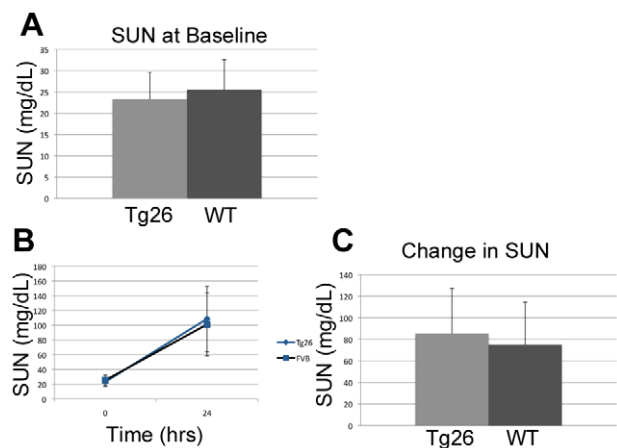 A
SUN at Baseline
SUN (mg/dL)
35
30
25
20
15
10
5
0
Tg26 WT
B
SUN (mg/dL)
180
160
140
120
100
80
60
40
20
0
0 24
Time (hrs)
Tg26
FVB
C
Change in SUN
SUN (mg/dL)
140
120
100
80
60
40
20
0
Tg26 WT